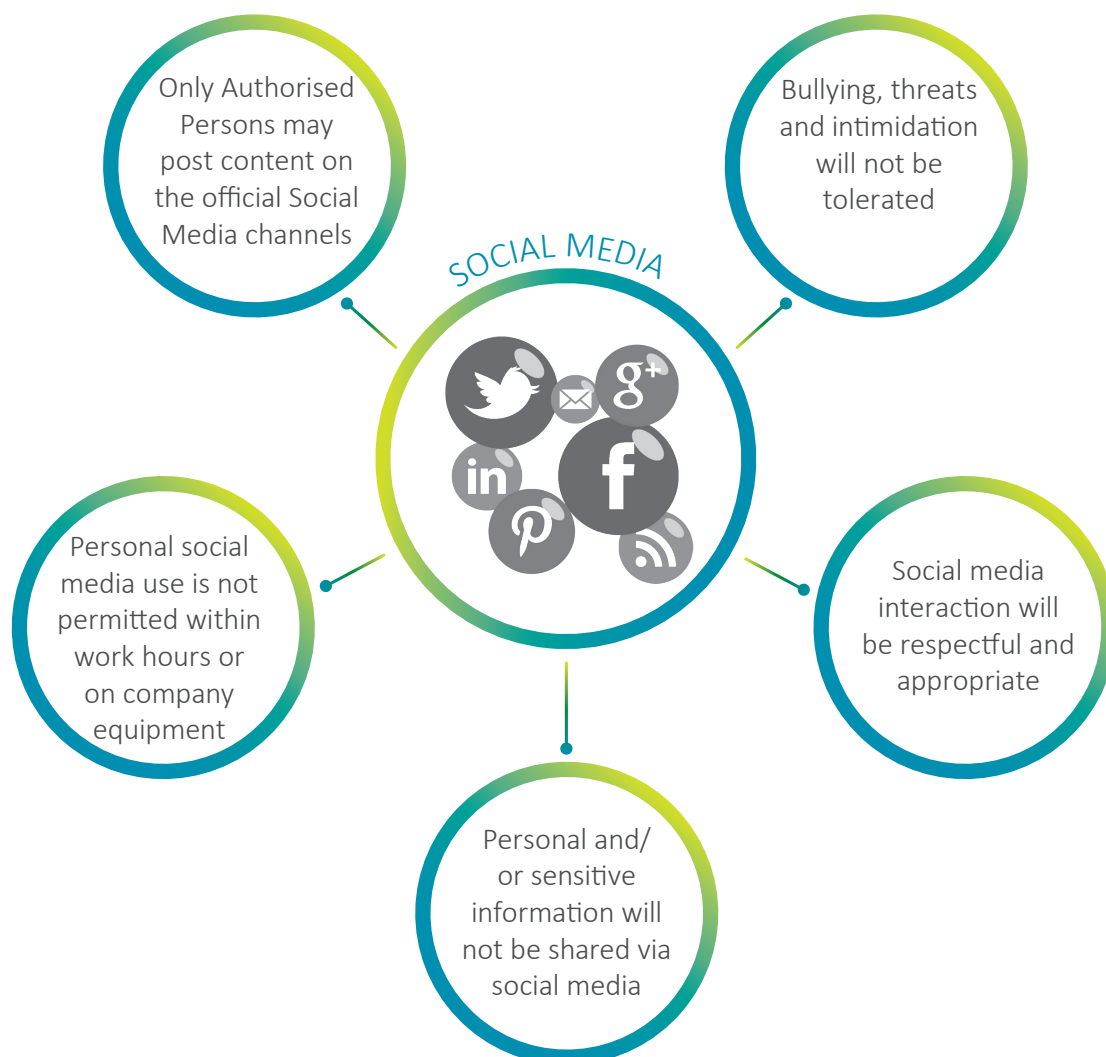 Only Authorised
Persons may
post content on
the official Social
Media channels
Bullying, threats
and intimidation
will not be
tolerated
SOCIAL MEDIA
g+
in
f
Personal social
media use is not
permitted within
work hours or
on company
equipment
Social media
interaction will
be respectful and
appropriate
Personal and/
or sensitive
information will
not be shared via
social media